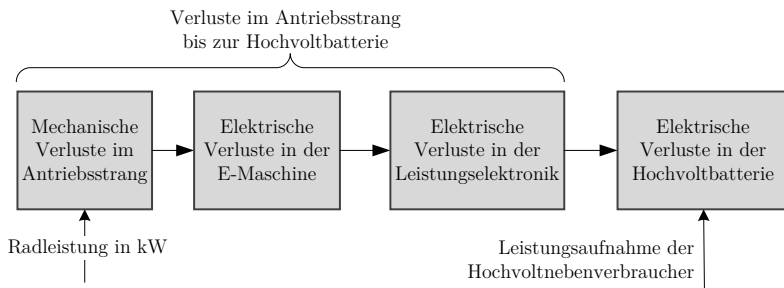 Verluste im Antriebsstrang
bis zur Hochvoltbatterie
Mechanische
Verluste im
Antriebsstrang
Elektrische
Verluste in der
E-Maschine
Elektrische
Verluste in der
Leistungselektronik
Elektrische
Verluste in der
Hochvoltbatterie
Radleistung in kW
Leistungsaufnahme der
Hochvoltnebenverbraucher